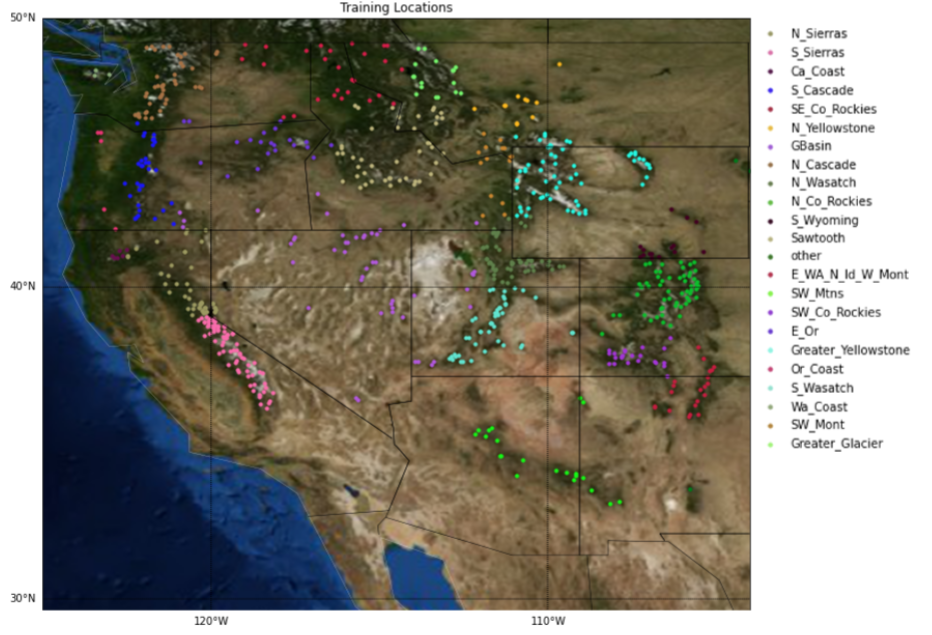 Training Locations
50°N
40°N
30°N
120°W
110°W
N_Sierras
S_Sierras
Ca_Coast
S_Cascade
SE_Co_Rockies
N_Yellowstone
GBasin
N_Cascade
N_Wasatch
N_Co_Rockies
S_Wyoming
Sawtooth
other
E_WA_N_Id_W_Mont
SW_Mtns
SW_Co_Rockies
E_Or
Greater_Yellowstone
Or_Coast
S_Wasatch
Wa_Coast
SW_Mont
Greater_Glacier